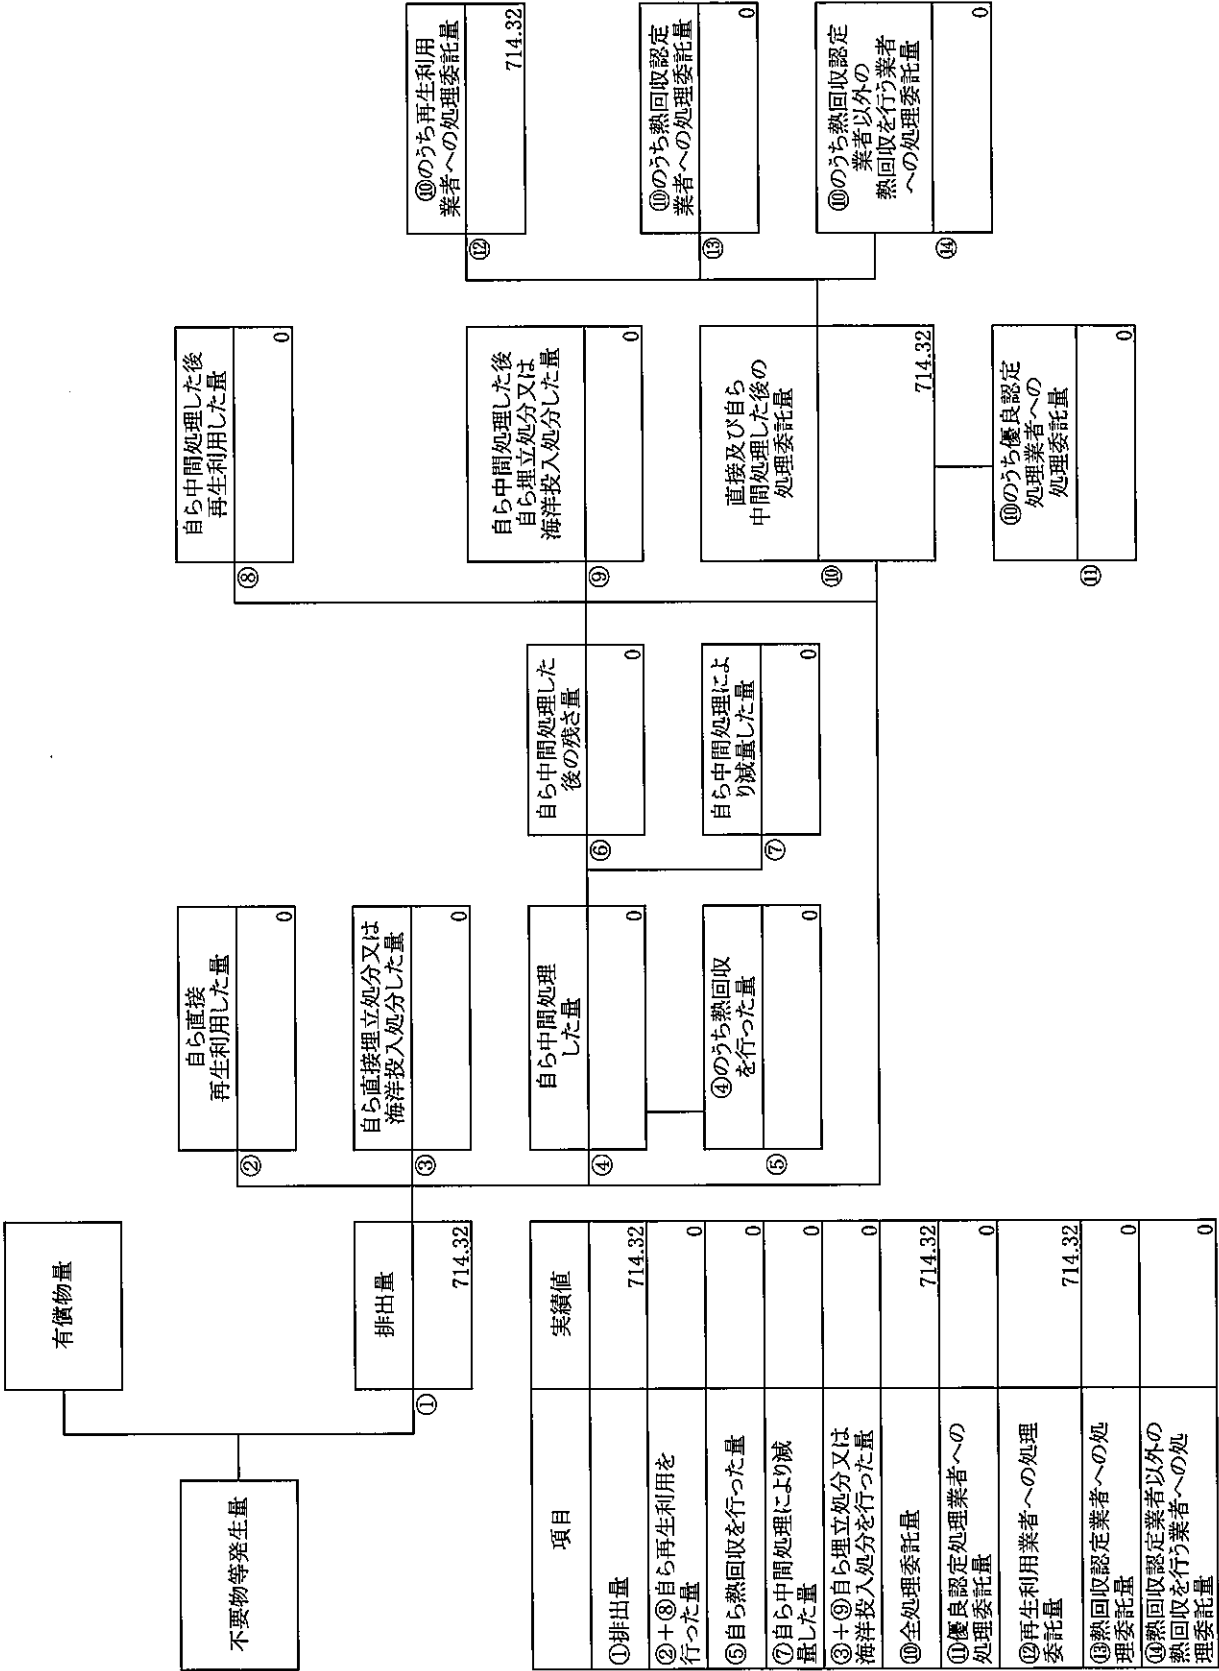 不要物等発生量
有償物量
排出量
①
714.32
自ら直接
再生利用した量
②
0
自ら直接埋立処分又は
海洋投入処分した量
③
0
自ら中間処理
した量
④
0
④のうち熱回収
を行った量
⑤
0
自ら中間処理した
後の残さ量
⑥
0
自ら中間処理によ
り減量した量
⑦
0
自ら中間処理した後
再生利用した量
⑧
0
自ら中間処理した後
自ら埋立処分又は
海洋投入処分した量
⑨
0
直接及び自ら
中間処理した後の
処理委託量
⑩
714.32
⑩のうち優良認定
処理業者への
処理委託量
⑪
0
⑩のうち再生利用
業者への処理委託量
⑫
714.32
⑩のうち熱回収認定
業者への処理委託量
⑬
0
⑩のうち熱回収認定
業者以外の
熱回収を行う業者
への処理委託量
⑭
0
項目 実績値
①排出量 714.32
②＋⑧自ら再生利用を
行った量 0
⑤自ら熱回収を行った量 0
⑦自ら中間処理により減
量した量 0
③＋⑨自ら埋立処分又は
海洋投入処分を行った量 0
⑩全処理委託量 714.32
⑪優良認定処理業者への
処理委託量 0
⑫再生利用業者への処理
委託量 714.32
⑬熱回収認定業者への処
理委託量 0
⑭熱回収認定業者以外の
熱回収を行う業者への処
理委託量 0